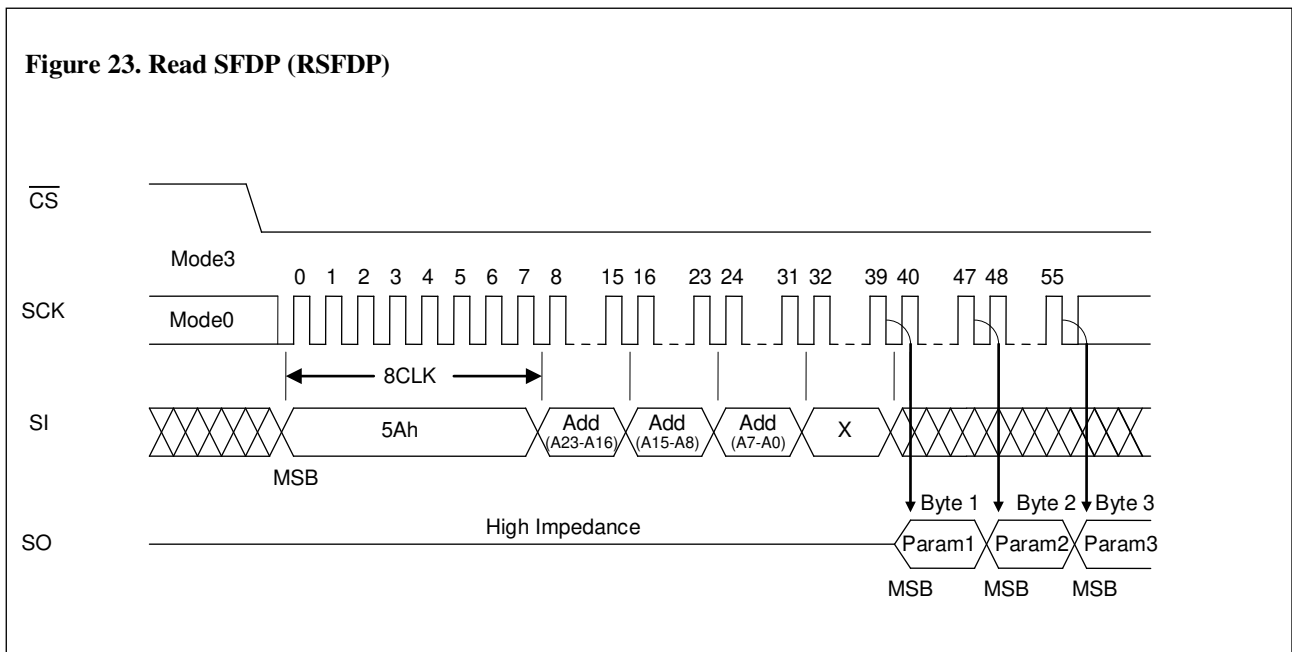 Figure 23. Read SFDP (RSFDP)
CS
Mode3
0 1 2 3 4 5 6 7 8 15 16 23 24 31 32 39 40 47 48 55
SCK
Mode0
8CLK
SI
5Ah
Add
(A23-A16)
Add
(A15-A8)
Add
(A7-A0)
X
MSB
Byte 1 Byte 2 Byte 3
High Impedance
SO
Param1 Param2 Param3
MSB MSB MSB